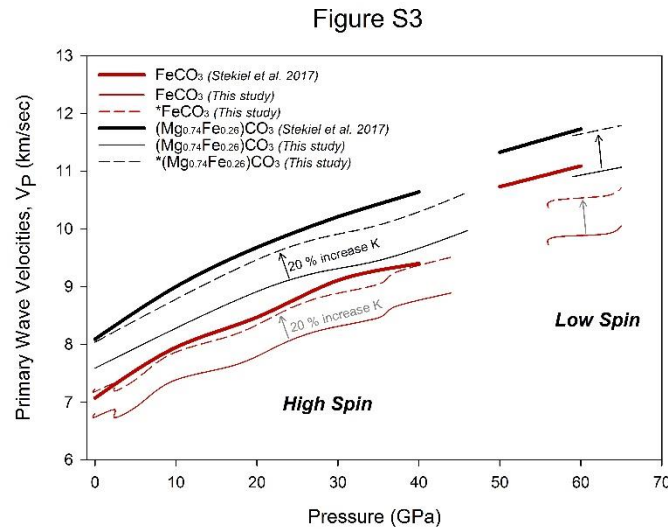 Figure S3
FeCO₃ (Stekiel et al. 2017)
FeCO₃ (This study)
*FeCO₃ (This study)
(Mg₀.₇₄Fe₀.₂₆)CO₃ (Stekiel et al. 2017)
(Mg₀.₇₄Fe₀.₂₆)CO₃ (This study)
*(Mg₀.₇₄Fe₀.₂₆)CO₃ (This study)
20 % increase K
20 % increase K
High Spin
Low Spin
Primary Wave Velocities, V_P (km/sec)
13
12
11
10
9
8
7
6
0 10 20 30 40 50 60 70
Pressure (GPa)